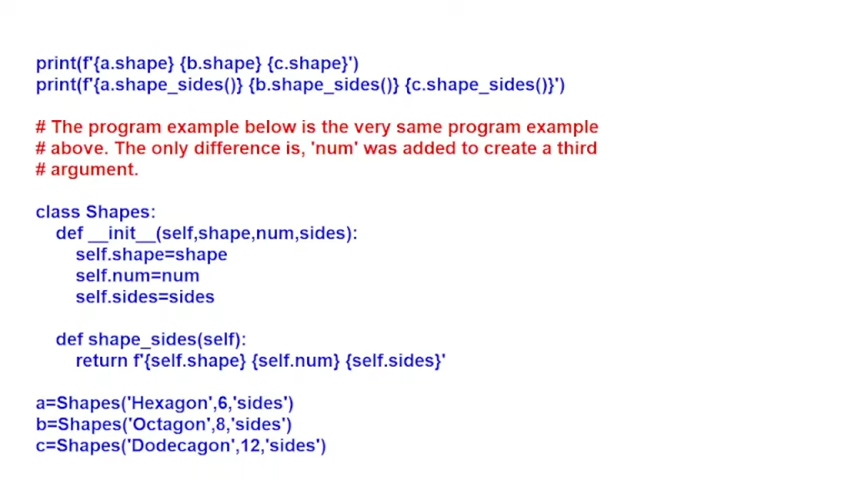 print(f'{a.shape} {b.shape} {c.shape}')
print(f'{a.shape_sides()} {b.shape_sides()} {c.shape_sides()}')
# The program example below is the very same program example
# above. The only difference is, 'num' was added to create a third
# argument.
class Shapes:
    def __init__(self,shape,num,sides):
        self.shape=shape
        self.num=num
        self.sides=sides
    def shape_sides(self):
        return f'{self.shape} {self.num} {self.sides}'
a=Shapes('Hexagon',6,'sides')
b=Shapes('Octagon',8,'sides')
c=Shapes('Dodecagon',12,'sides')